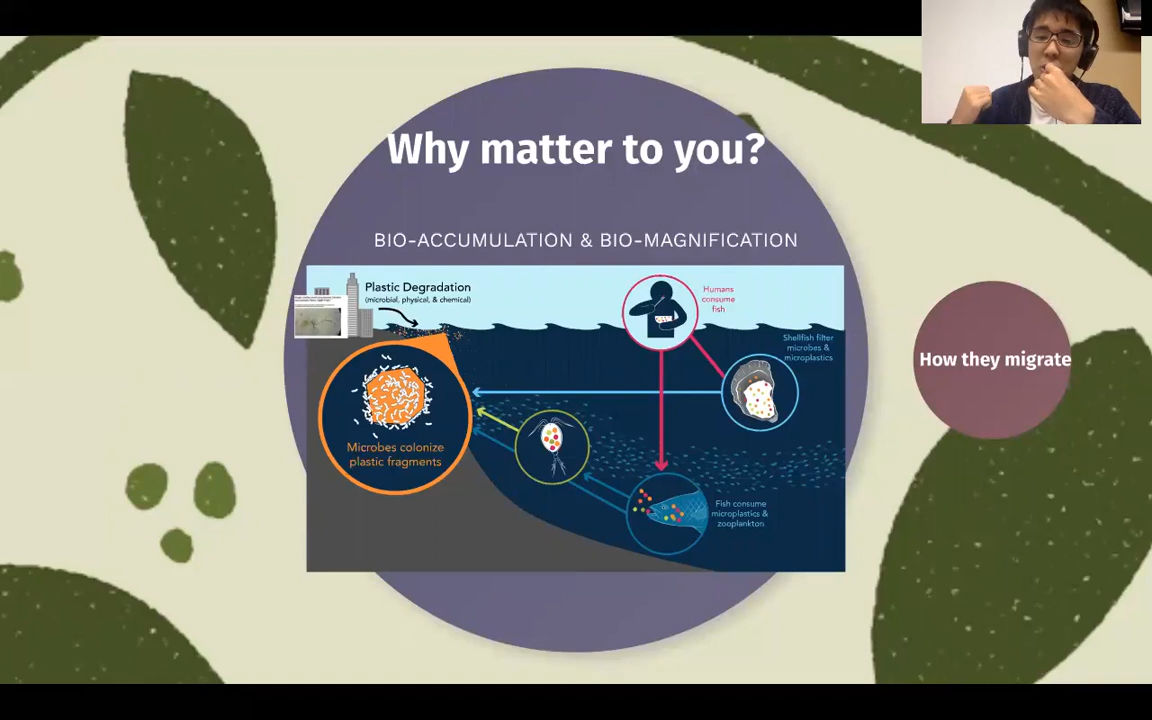 Why matter to you?
BIO-ACCUMULATION & BIO-MAGNIFICATION
Plastic Degradation
(microbial, physical, & chemical)
Humans
consume
fish
Shellfish filter
microbes &
microplastics
How they migrate
Microbes colonize
plastic fragments
Fish consume
microplastics &
zooplankton